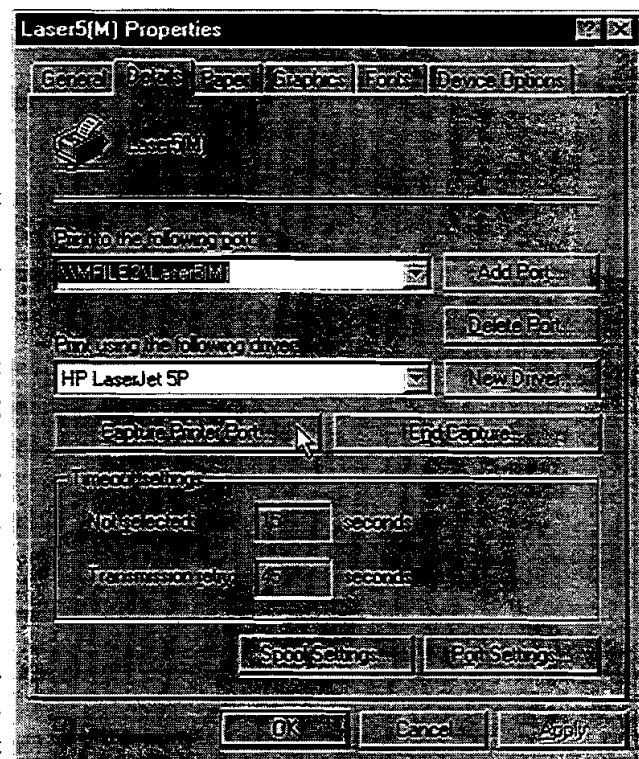 Laser5(M) Properties
General Details Paper Graphics Fonts Device Options
Laser5(M)
Print to the following port:
\\MFILE2\Laser5(M)
Add Port...
Delete Port...
Print using the following driver:
HP LaserJet 5P
New Driver...
Capture Printer Port... End Capture...
Timeout settings
Not selected: 15 seconds
Transmission retry: 45 seconds
Spool Settings... Port Settings...
OK Cancel Apply